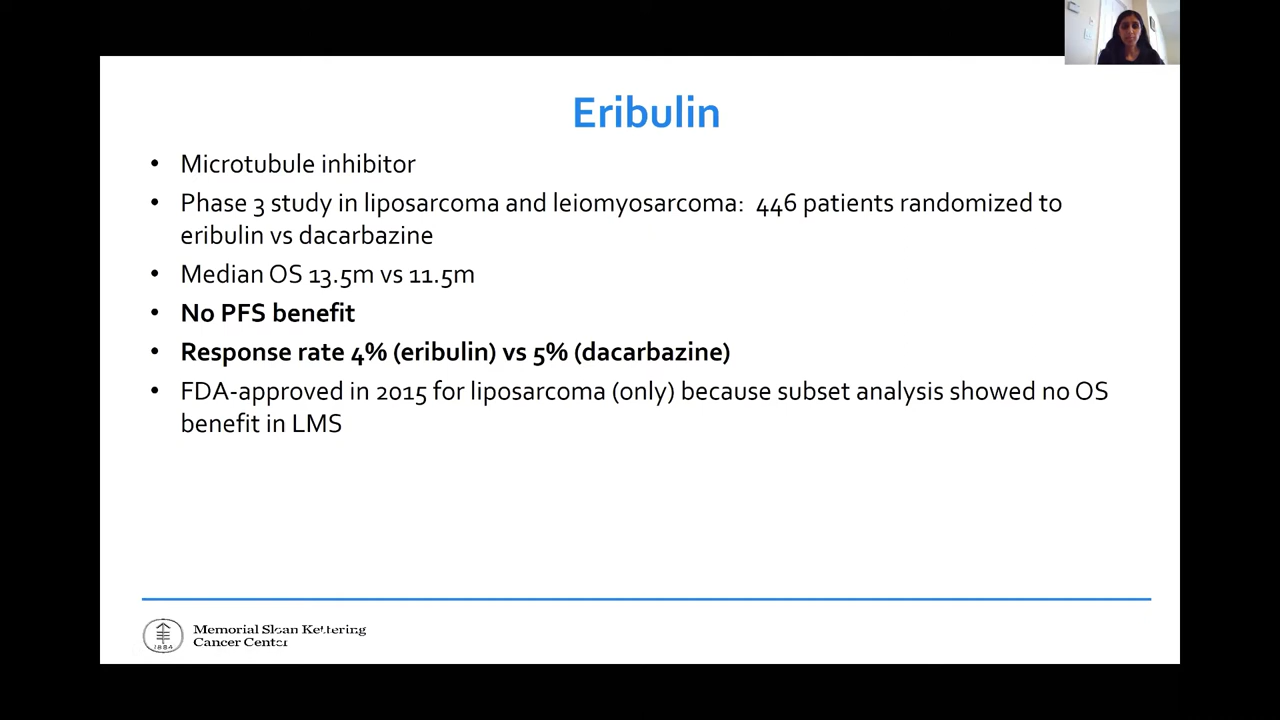 Eribulin
• Microtubule inhibitor
• Phase 3 study in liposarcoma and leiomyosarcoma: 446 patients randomized to
eribulin vs dacarbazine
• Median OS 13.5m vs 11.5m
• No PFS benefit
• Response rate 4% (eribulin) vs 5% (dacarbazine)
• FDA-approved in 2015 for liposarcoma (only) because subset analysis showed no OS
benefit in LMS
Memorial Sloan Kettering
Cancer Center
1884